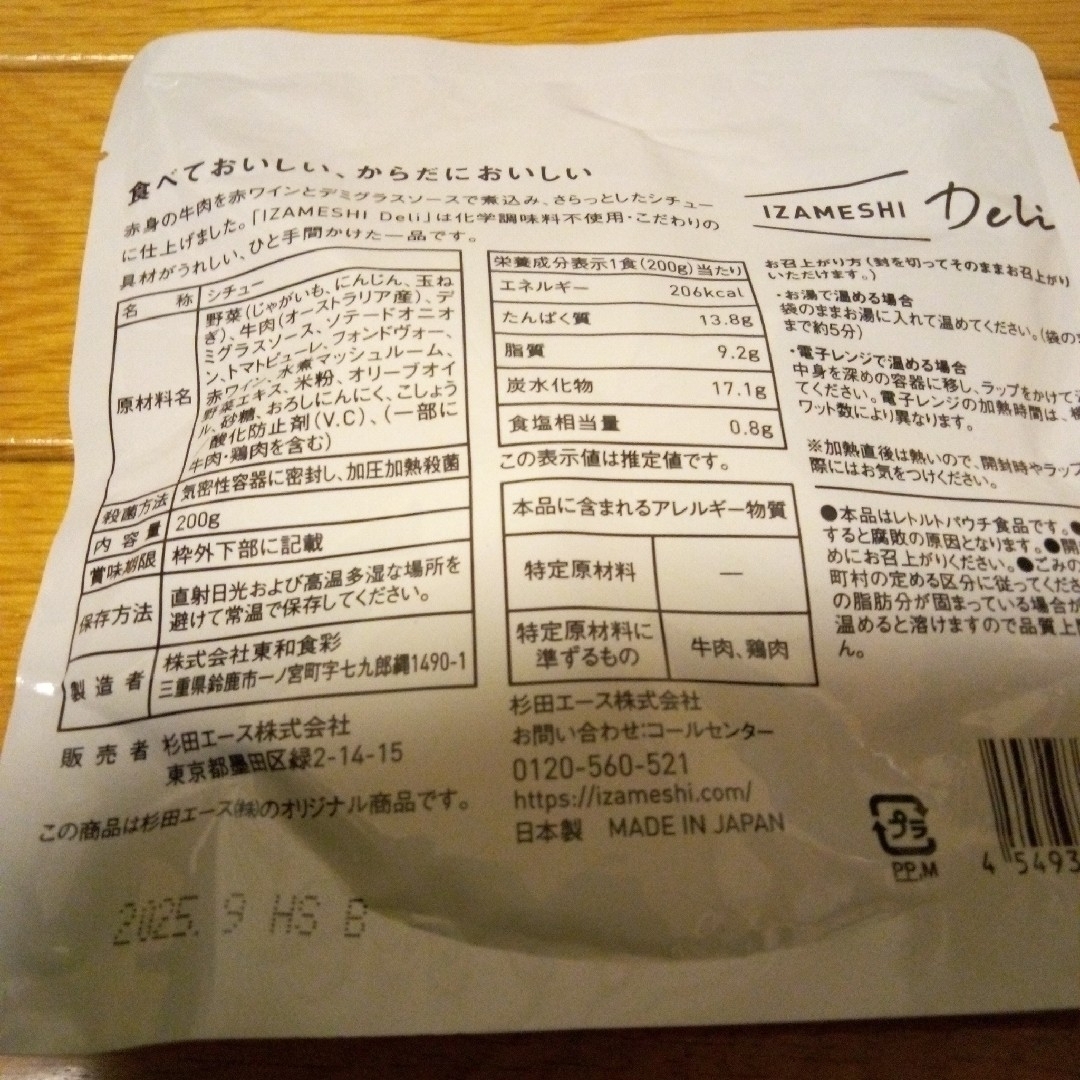 食べておいしい、からだにおいしい
赤身の牛肉を赤ワインとデミグラスソースで煮込み、さらっとしたシチュー
に仕上げました。「IZAMESHI Deli」は化学調味料不使用・こだわりの
具材がうれしい、ひと手間かけた一品です。
名 称 シチュー
原材料名
野菜(じゃがいも、にんじん、玉ね
ぎ)、牛肉(オーストラリア産)、デ
ミグラスソース、ソテードオニオ
ン、トマトピューレ、フォンドヴォー、
赤ワイン、水煮マッシュルーム、
野菜エキス、米粉、オリーブオイ
ル、砂糖、おろしにんにく、こしょう
/酸化防止剤(V.C)、(一部に
牛肉・鶏肉を含む)
殺菌方法 気密性容器に密封し、加圧加熱殺菌
内 容 量 200g
賞味期限 枠外下部に記載
保存方法 直射日光および高温多湿な場所を
避けて常温で保存してください。
製 造 者 株式会社東和食彩
三重県鈴鹿市一ノ宮町字七九郎縄1490-1
販 売 者 杉田エース株式会社
東京都墨田区緑2-14-15
この商品は杉田エース㈱のオリジナル商品です。
2025. 9 HS B
栄養成分表示1食(200g)当たり
エネルギー 206kcal
たんぱく質 13.8g
脂質 9.2g
炭水化物 17.1g
食塩相当量 0.8g
この表示値は推定値です。
本品に含まれるアレルギー物質
特定原材料 —
特定原材料に
準ずるもの 牛肉、鶏肉
杉田エース株式会社
お問い合わせ:コールセンター
0120-560-521
https://izameshi.com/
日本製 MADE IN JAPAN
IZAMESHI Deli
お召上がり方(封を切ってそのままお召上がり
いただけます。)
・お湯で温める場合
袋のままお湯に入れて温めてください。(袋の
まで約5分)
・電子レンジで温める場合
中身を深めの容器に移し、ラップをかけて
てください。電子レンジの加熱時間は、
ワット数により異なります。
※加熱直後は熱いので、開封時やラップ
際にはお気をつけください。
●本品はレトルトパウチ食品です。●
すると腐敗の原因となります。●開
めにお召上がりください。●ごみの
町村の定める区分に従ってくださ
の脂肪分が固まっている場合が
温めると溶けますので品質上
ん。
プラ
PP,M
4 5493